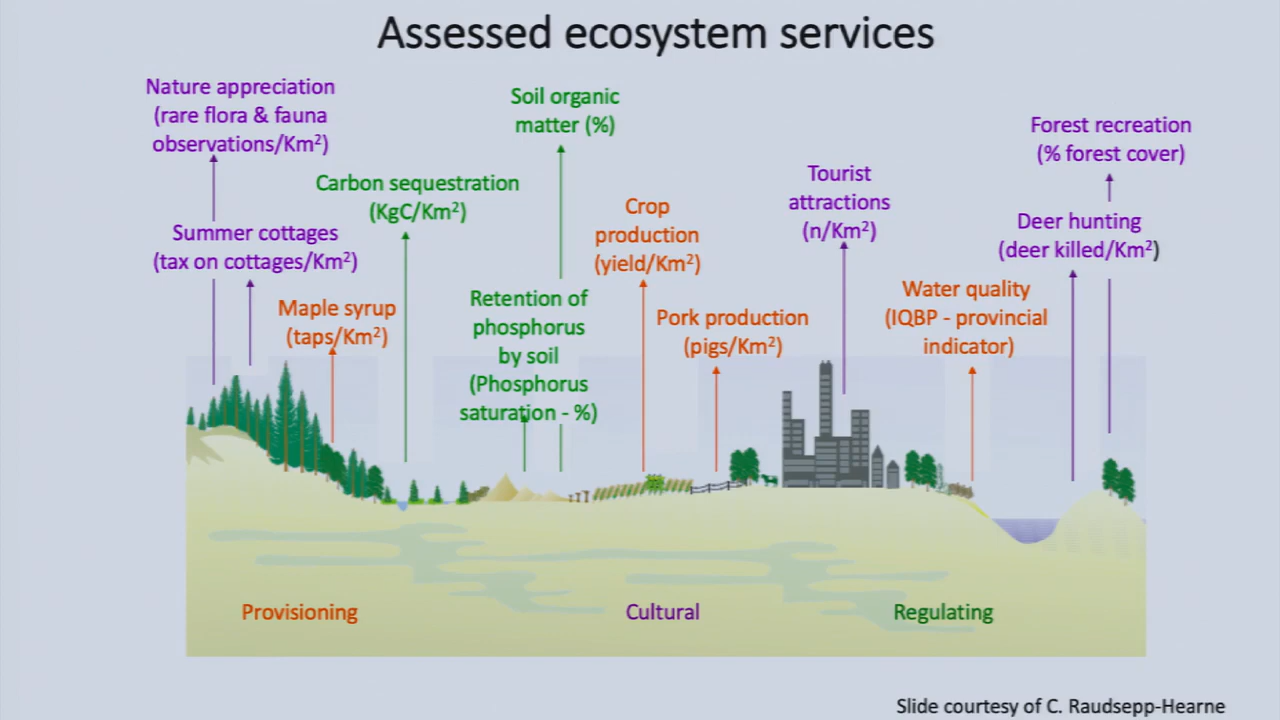 Assessed ecosystem services
Nature appreciation
(rare flora & fauna
observations/Km²)
Summer cottages
(tax on cottages/Km²)
Maple syrup
(taps/Km²)
Carbon sequestration
(KgC/Km²)
Soil organic
matter (%)
Retention of
phosphorus
by soil
(Phosphorus
saturation - %)
Crop
production
(yield/Km²)
Pork production
(pigs/Km²)
Tourist
attractions
(n/Km²)
Water quality
(IQBP - provincial
indicator)
Forest recreation
(% forest cover)
Deer hunting
(deer killed/Km²)
Provisioning
Cultural
Regulating
Slide courtesy of C. Raudsepp-Hearne